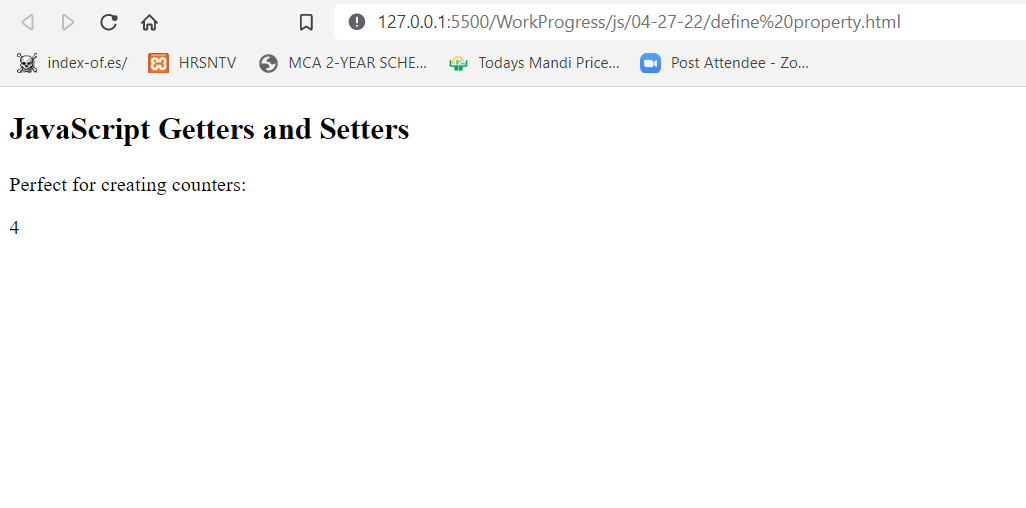 127.0.0.1:5500/WorkProgress/js/04-27-22/define%20property.html
index-of.es/ HRSNTV MCA 2-YEAR SCHE... Todays Mandi Price... Post Attendee - Zo...
JavaScript Getters and Setters
Perfect for creating counters:
4